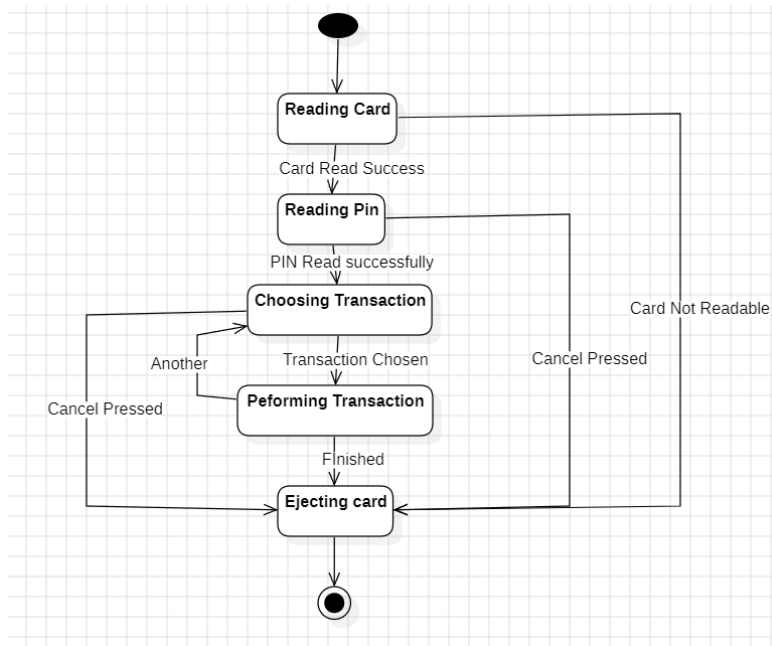 Reading Card
Card Read Success
Reading Pin
PIN Read successfully
Choosing Transaction
Card Not Readable
Another
Transaction Chosen
Cancel Pressed
Peforming Transaction
Cancel Pressed
FInished
Ejecting card